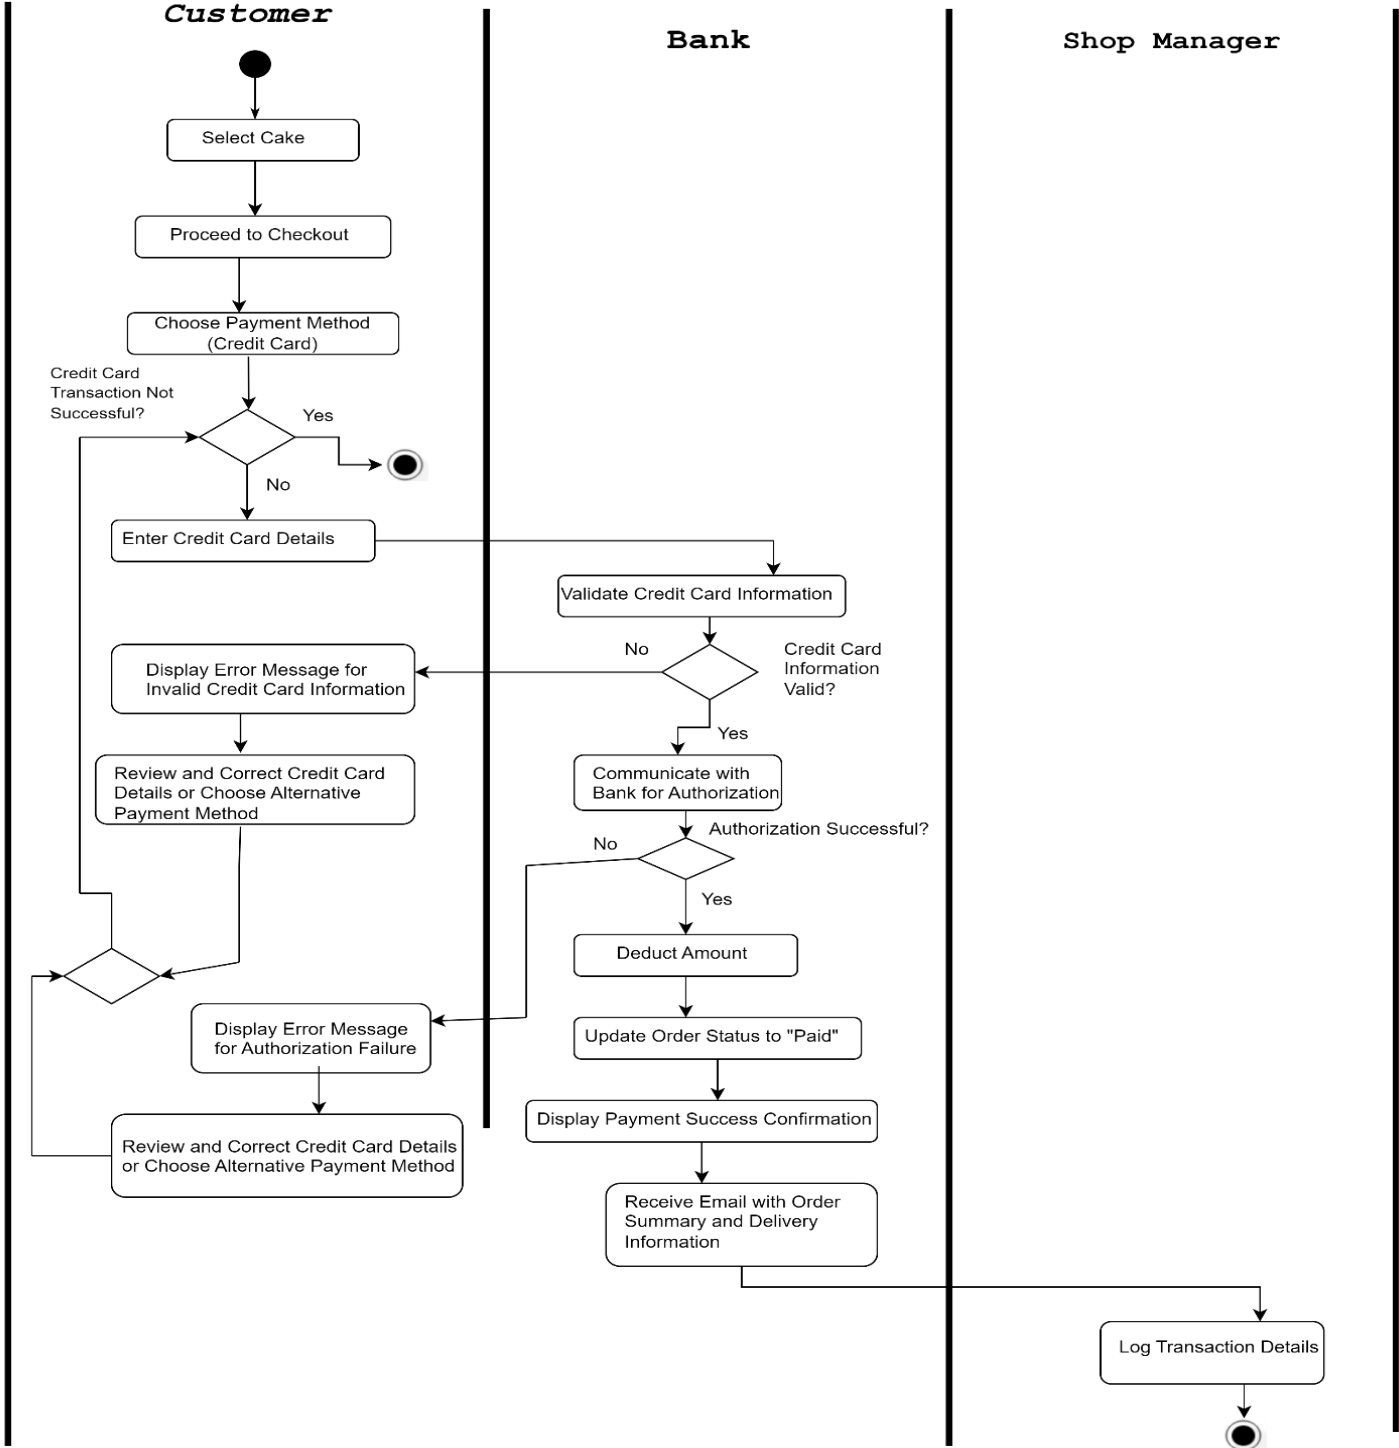 Customer
Bank
Shop Manager
Select Cake
Proceed to Checkout
Choose Payment Method
(Credit Card)
Credit Card
Transaction Not
Successful?
Yes
No
Enter Credit Card Details
Validate Credit Card Information
No
Credit Card
Information
Valid?
Display Error Message for
Invalid Credit Card Information
Yes
Review and Correct Credit Card
Details or Choose Alternative
Payment Method
Communicate with
Bank for Authorization
Authorization Successful?
No
Yes
Deduct Amount
Display Error Message
for Authorization Failure
Update Order Status to "Paid"
Display Payment Success Confirmation
Review and Correct Credit Card Details
or Choose Alternative Payment Method
Receive Email with Order
Summary and Delivery
Information
Log Transaction Details